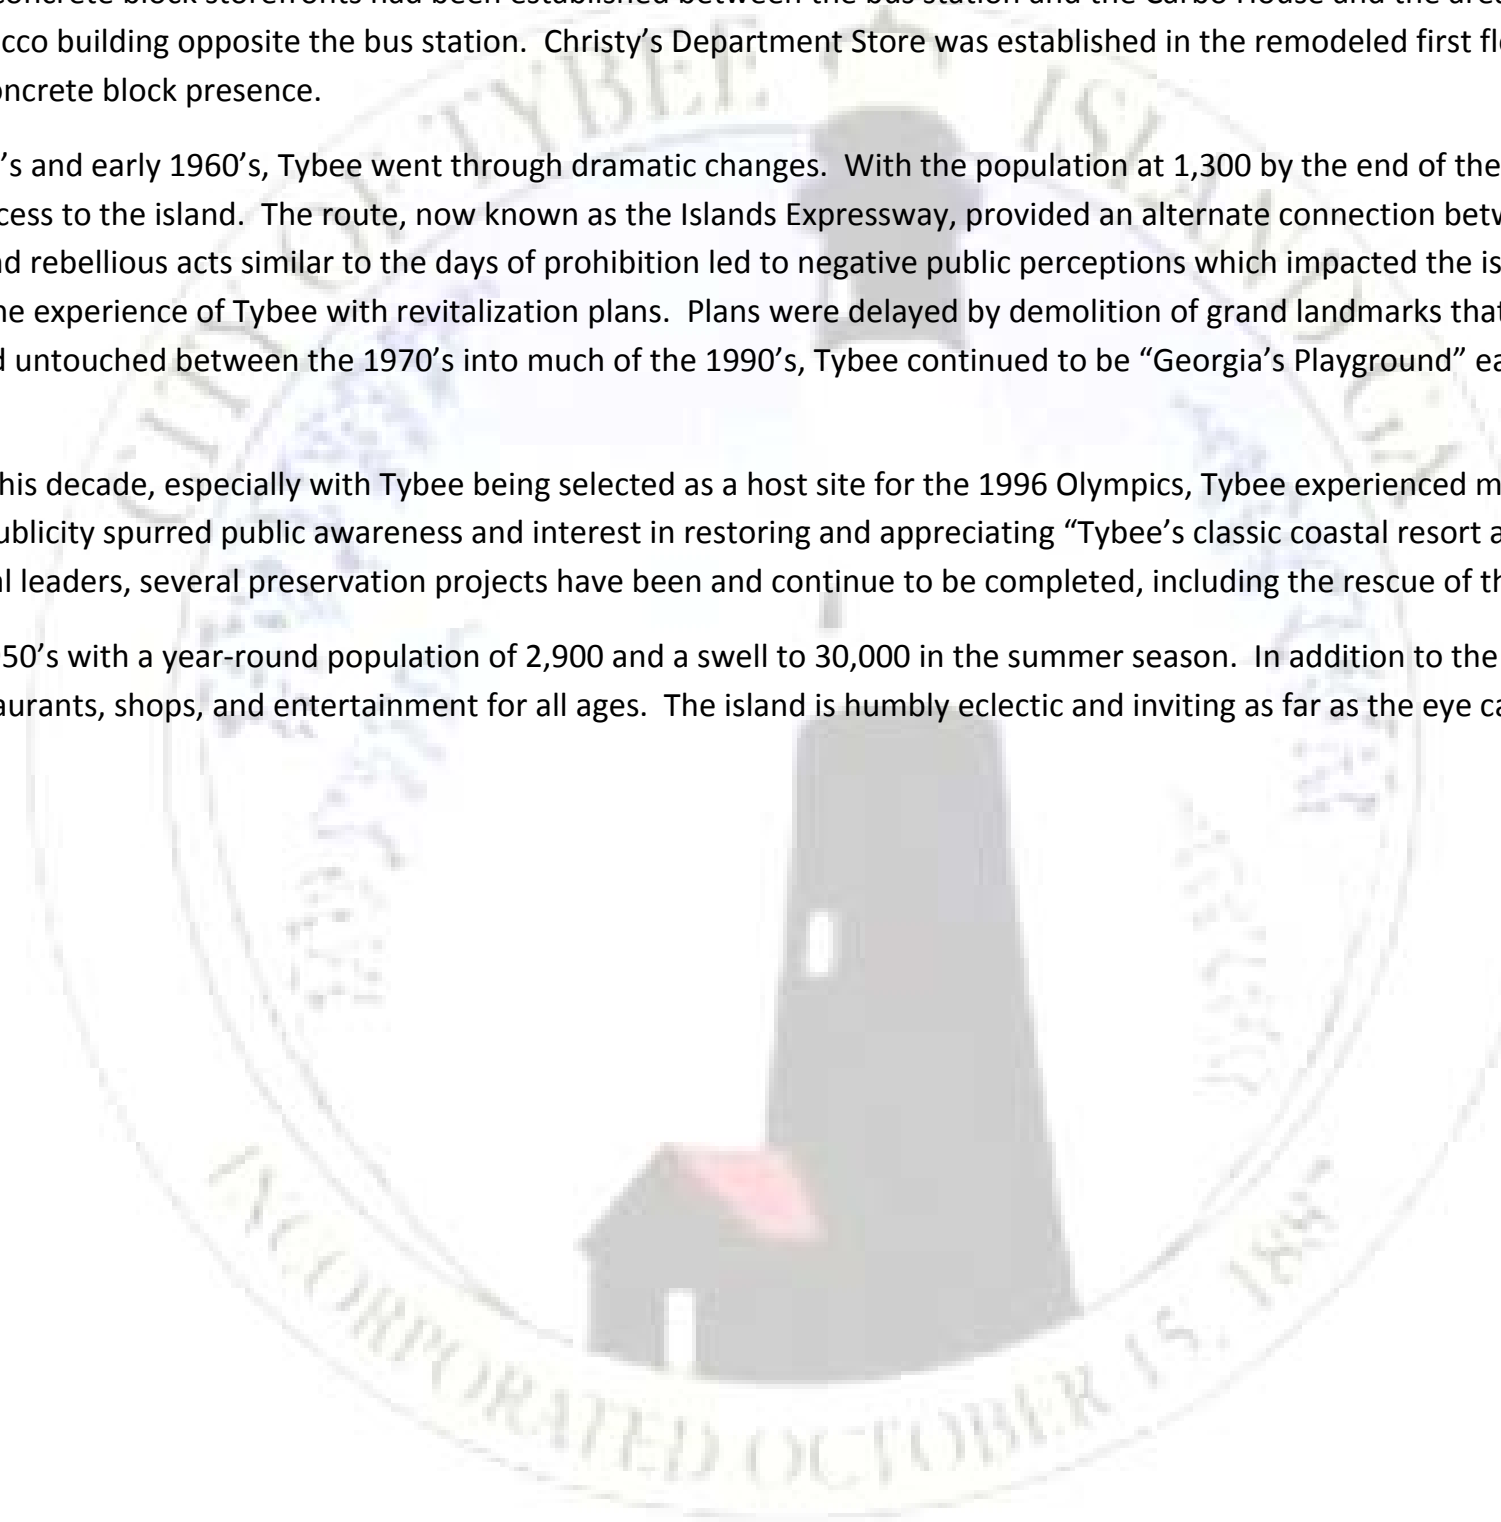 concrete block storefronts had been established between the bus station and the Carbo House and the
cco building opposite the bus station.  Christy’s Department Store was established in the remodeled first
oncrete block presence.
’s and early 1960’s, Tybee went through dramatic changes.  With the population at 1,300 by the end of the
cess to the island.  The route, now known as the Islands Expressway, provided an alternate connection
nd rebellious acts similar to the days of prohibition led to negative public perceptions which impacted the
he experience of Tybee with revitalization plans.  Plans were delayed by demolition of grand landmarks that
d untouched between the 1970’s into much of the 1990’s, Tybee continued to be “Georgia’s Playground” ea
his decade, especially with Tybee being selected as a host site for the 1996 Olympics, Tybee experienced m
ublicity spurred public awareness and interest in restoring and appreciating “Tybee’s classic coastal resort a
al leaders, several preservation projects have been and continue to be completed, including the rescue of th
50’s with a year-round population of 2,900 and a swell to 30,000 in the summer season.  In addition to the
aurants, shops, and entertainment for all ages.  The island is humbly eclectic and inviting as far as the eye ca
CITY OF TYBEE ISLAND, GA
INCORPORATED OCTOBER 15,